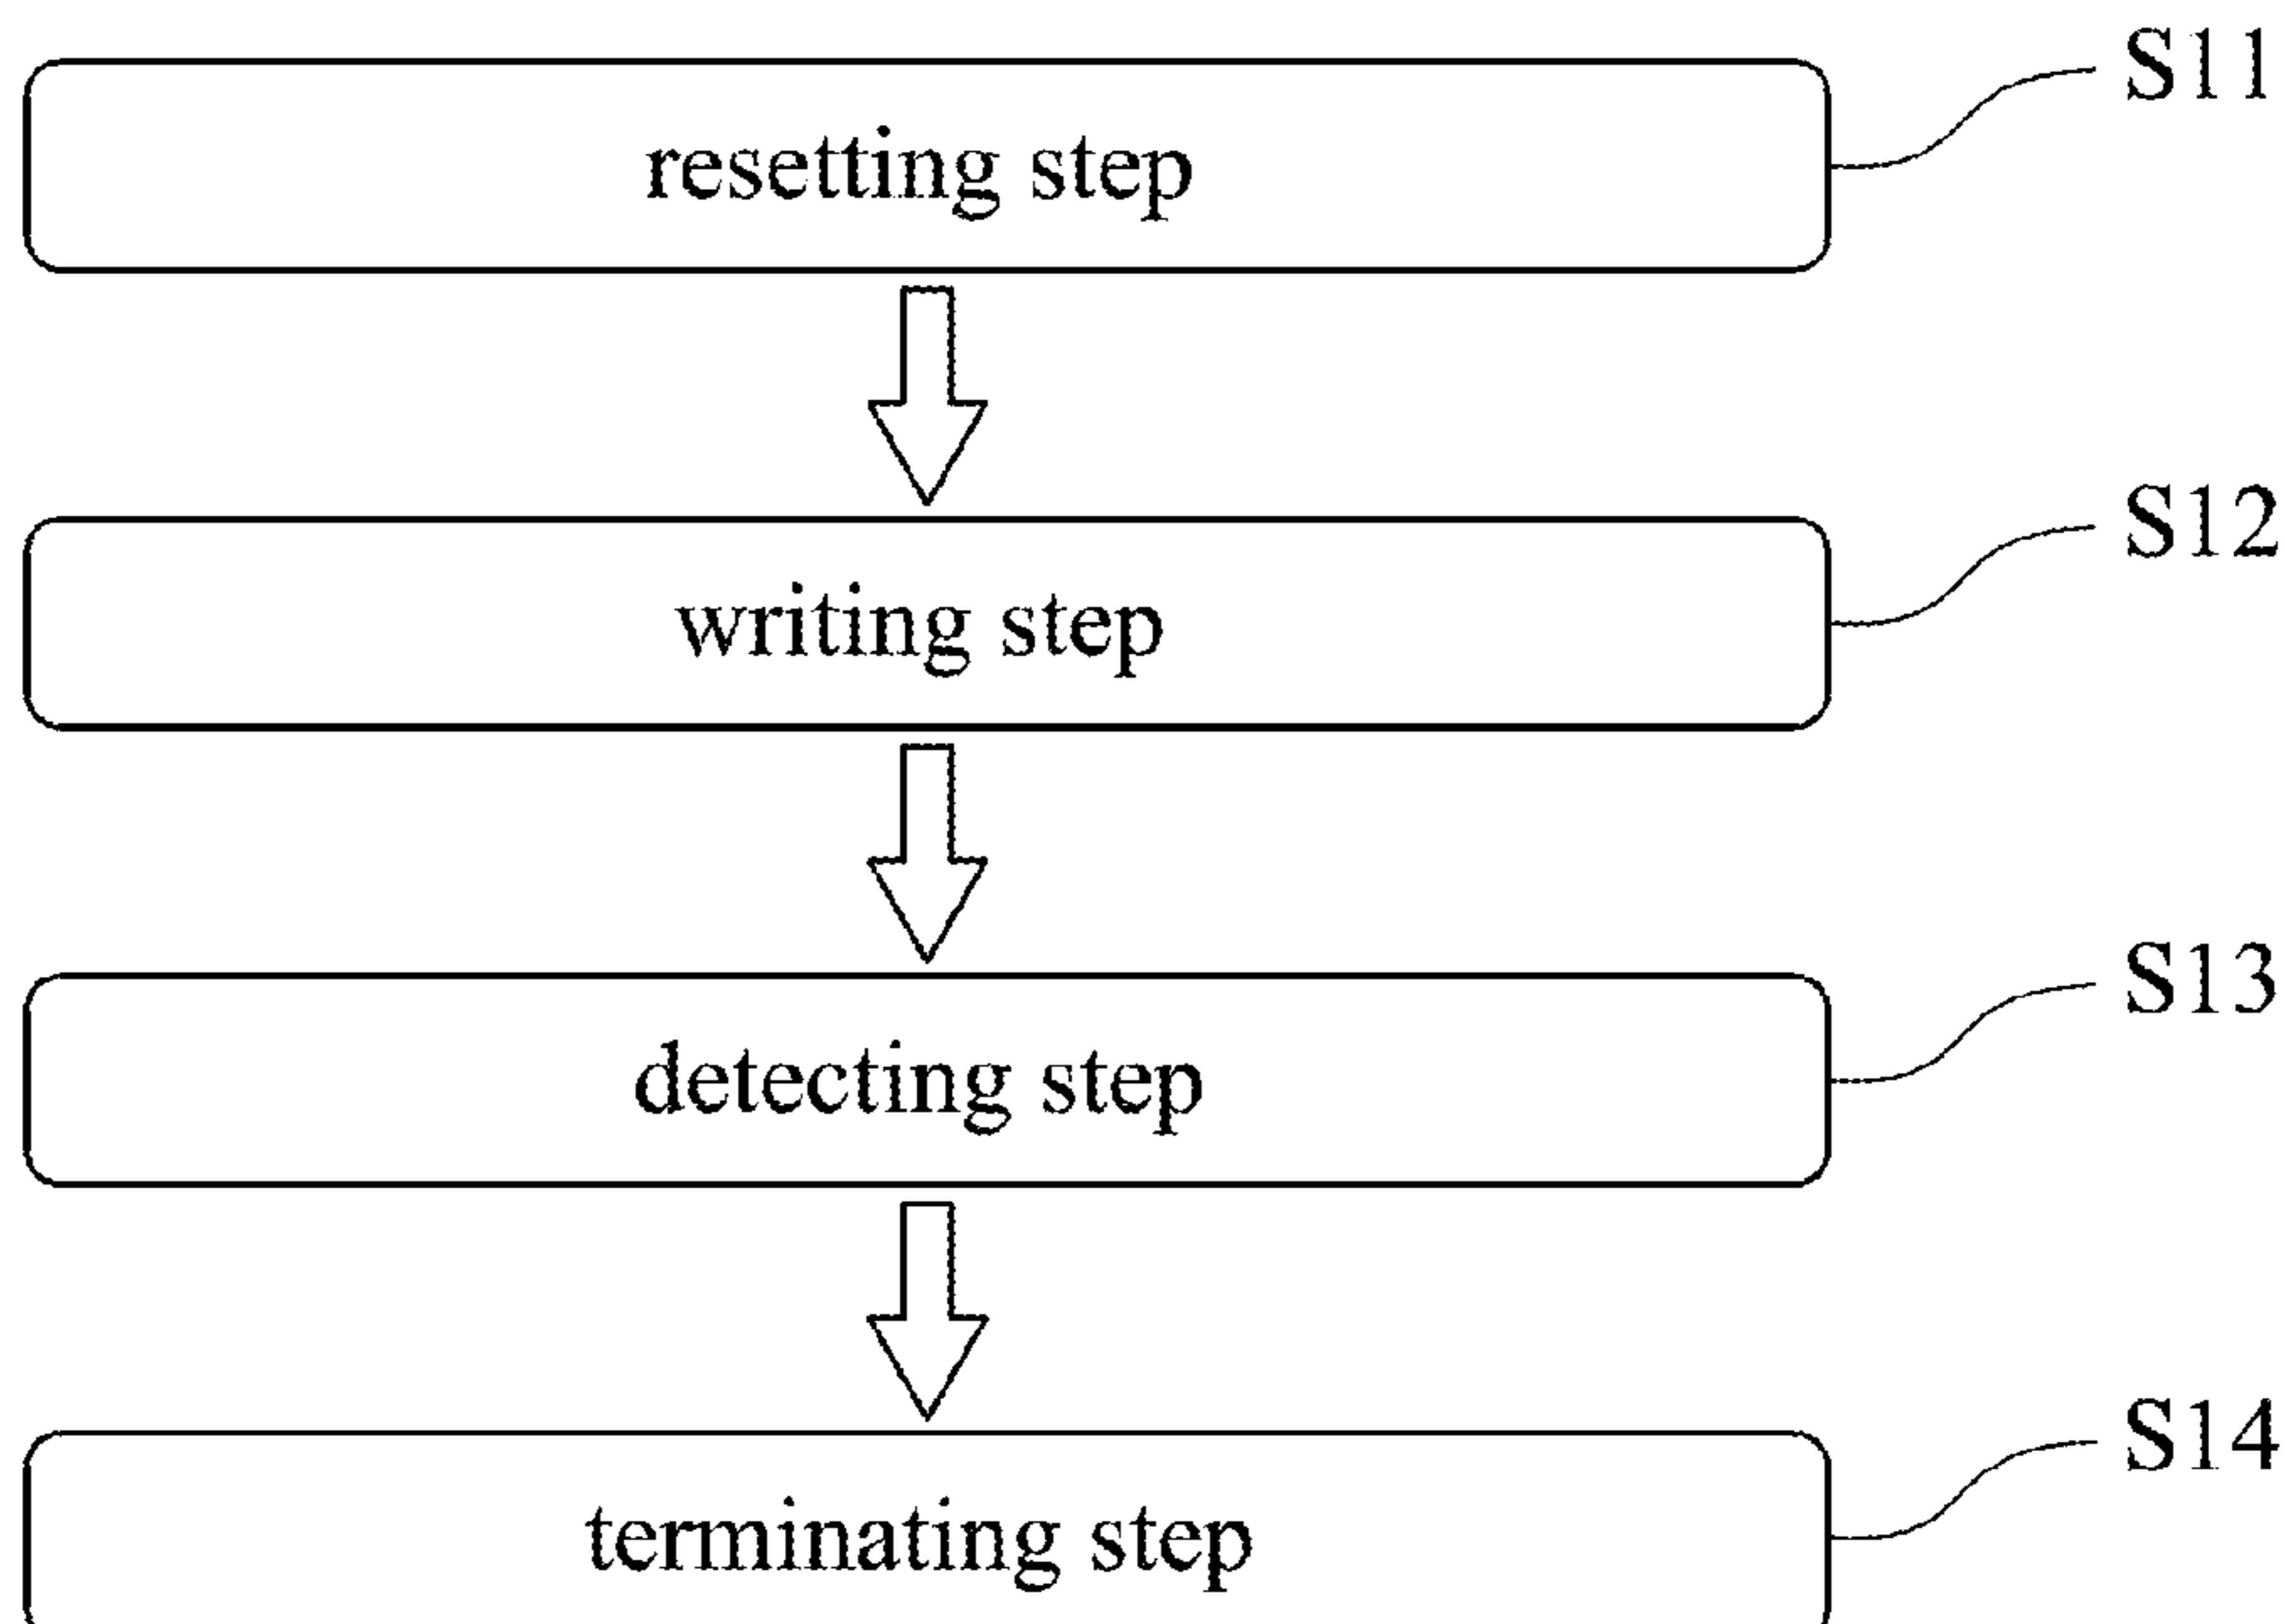 S11
resetting step
S12
writing step
S13
detecting step
S14
terminating step